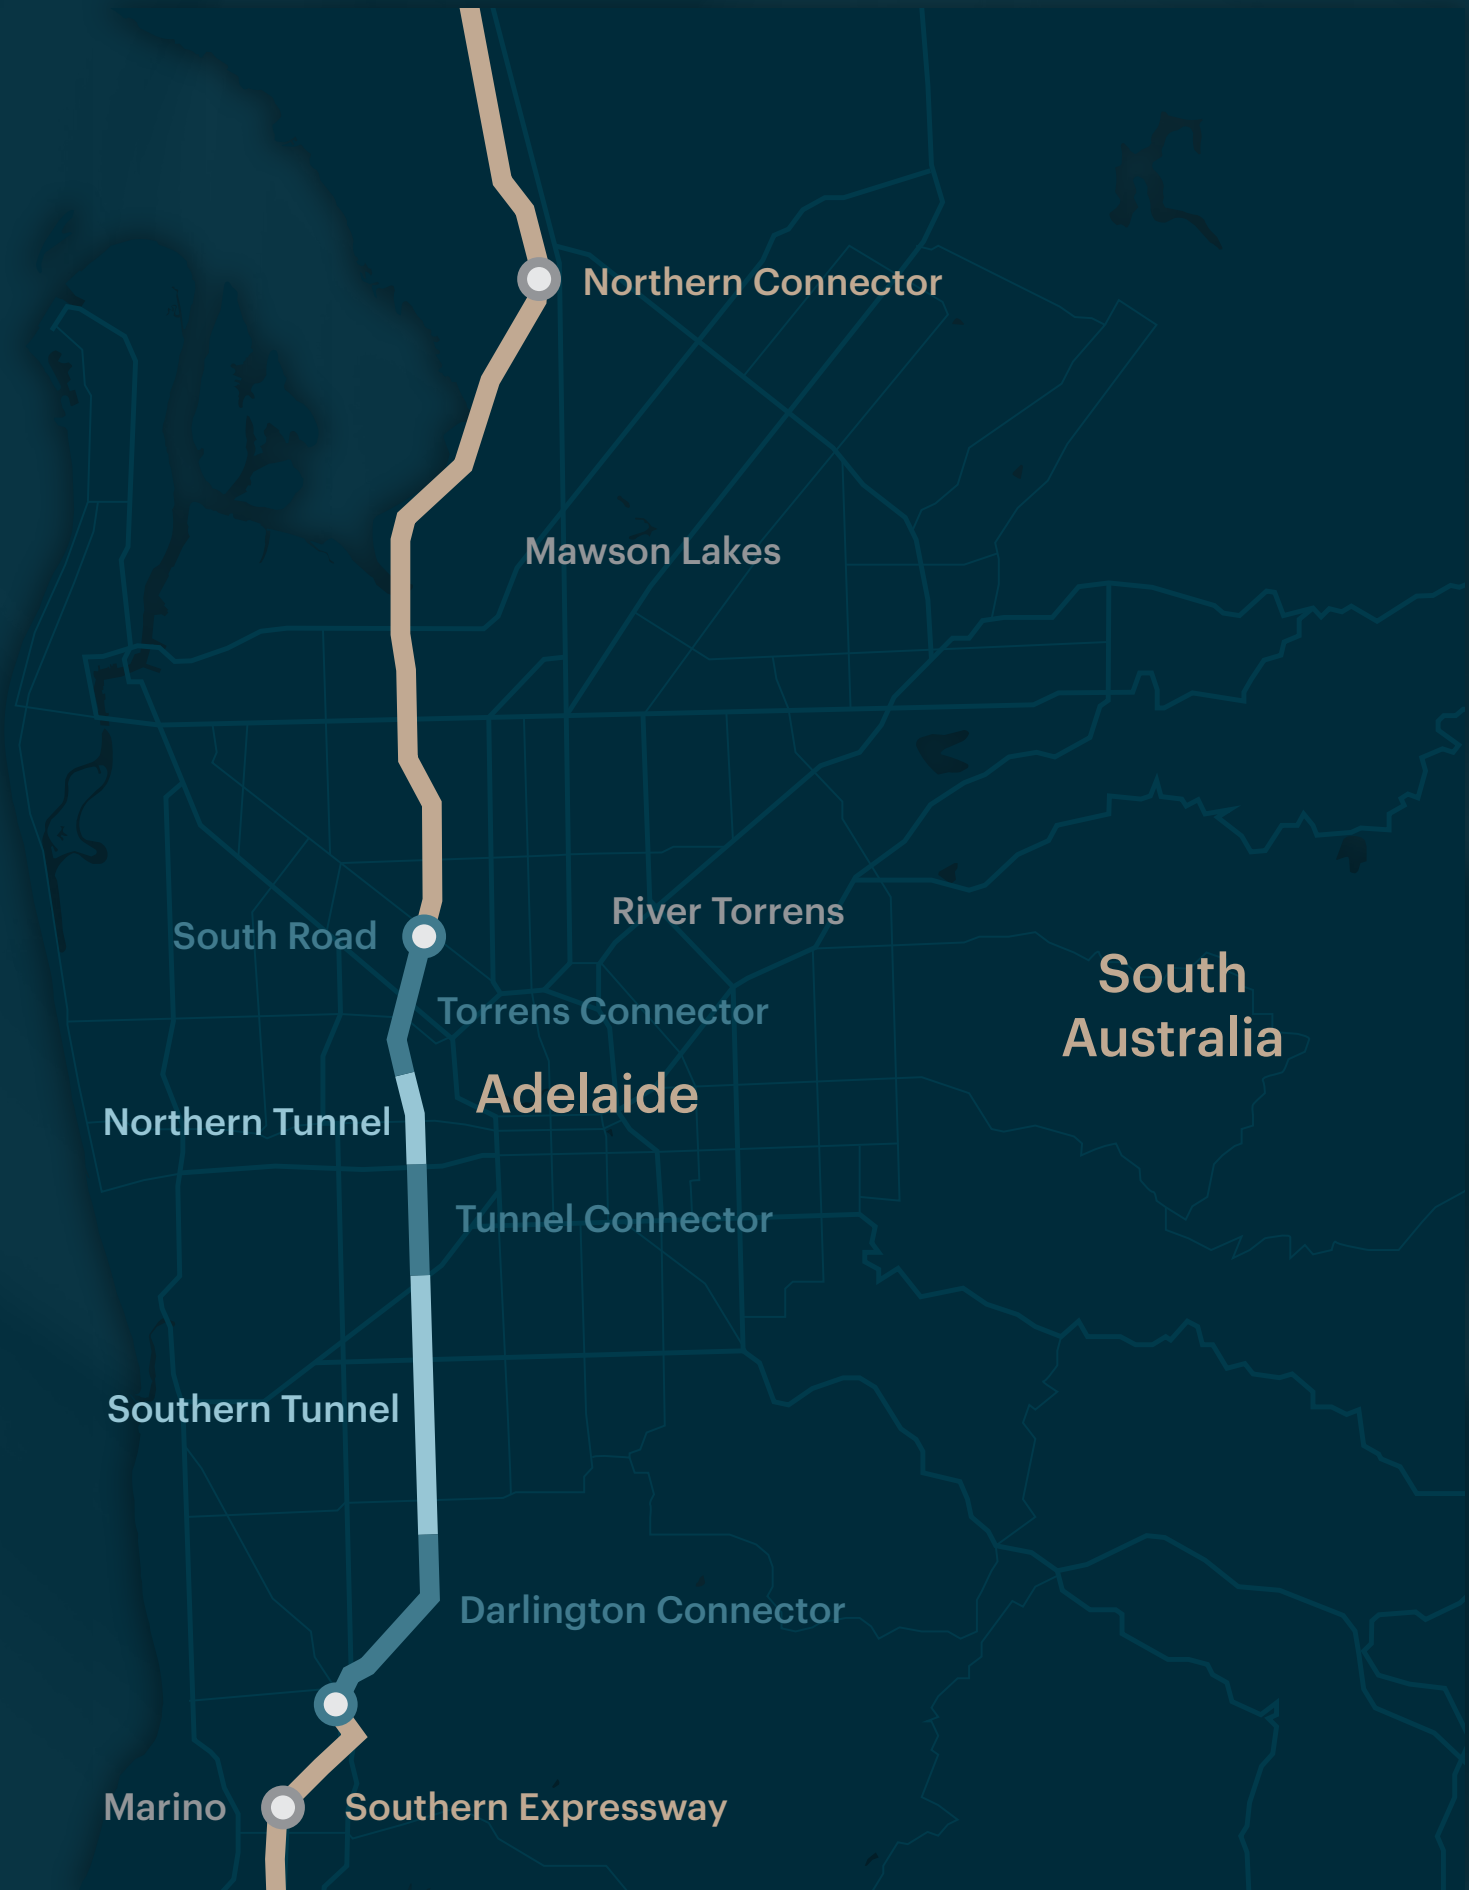 Northern Connector
Mawson Lakes
River Torrens
South Road
South
Australia
Torrens Connector
Adelaide
Northern Tunnel
Tunnel Connector
Southern Tunnel
Darlington Connector
Marino
Southern Expressway